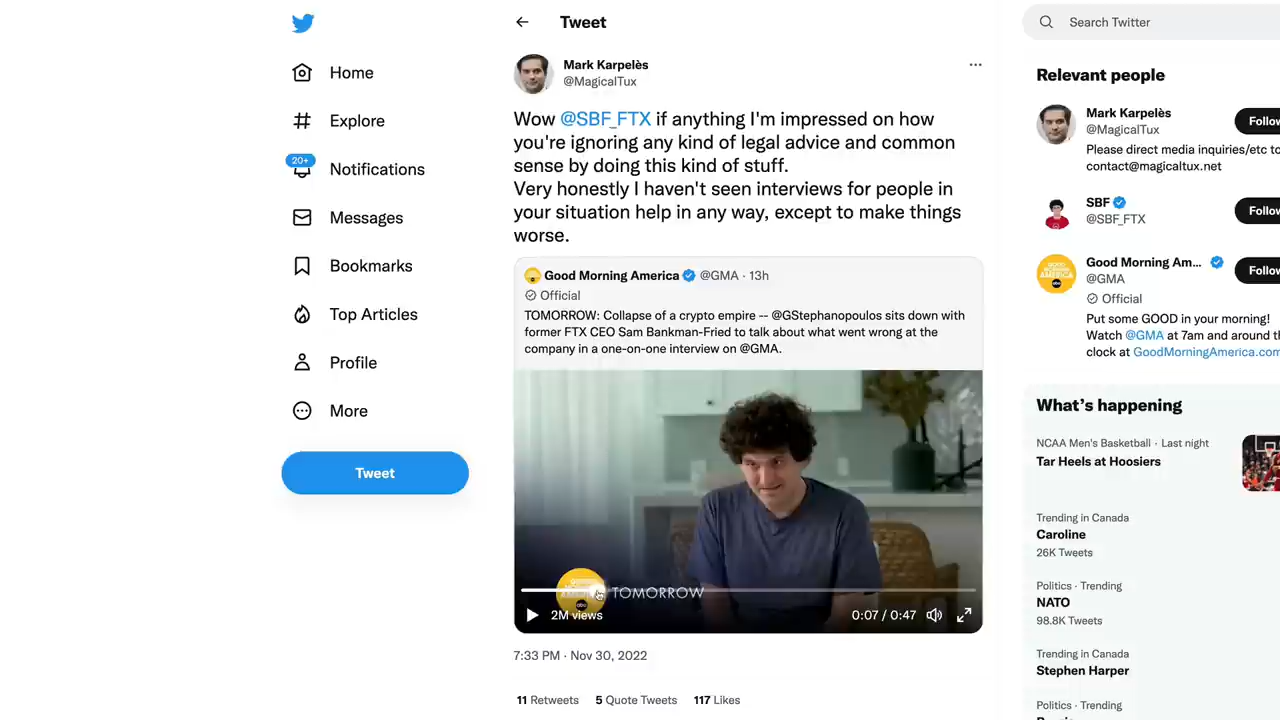 Tweet
Search Twitter
Home
Explore
20+
Notifications
Messages
Bookmarks
Top Articles
Profile
More
Tweet
Mark Karpelès
@MagicalTux
Wow @SBF_FTX if anything I'm impressed on how
you're ignoring any kind of legal advice and common
sense by doing this kind of stuff.
Very honestly I haven't seen interviews for people in
your situation help in any way, except to make things
worse.
Good Morning America @GMA · 13h
Official
TOMORROW: Collapse of a crypto empire -- @GStephanopoulos sits down with
former FTX CEO Sam Bankman-Fried to talk about what went wrong at the
company in a one-on-one interview on @GMA.
TOMORROW
2M views
0:07 / 0:47
7:33 PM · Nov 30, 2022
11 Retweets 5 Quote Tweets 117 Likes
Relevant people
Mark Karpelès
@MagicalTux
Follow
Please direct media inquiries/etc to
contact@magicaltux.net
SBF
@SBF_FTX
Follow
Good Morning Am...
@GMA
Follow
Official
Put some GOOD in your morning!
Watch @GMA at 7am and around th
clock at GoodMorningAmerica.com
What's happening
NCAA Men's Basketball · Last night
Tar Heels at Hoosiers
Trending in Canada
Caroline
26K Tweets
Politics · Trending
NATO
98.8K Tweets
Trending in Canada
Stephen Harper
Politics · Trending